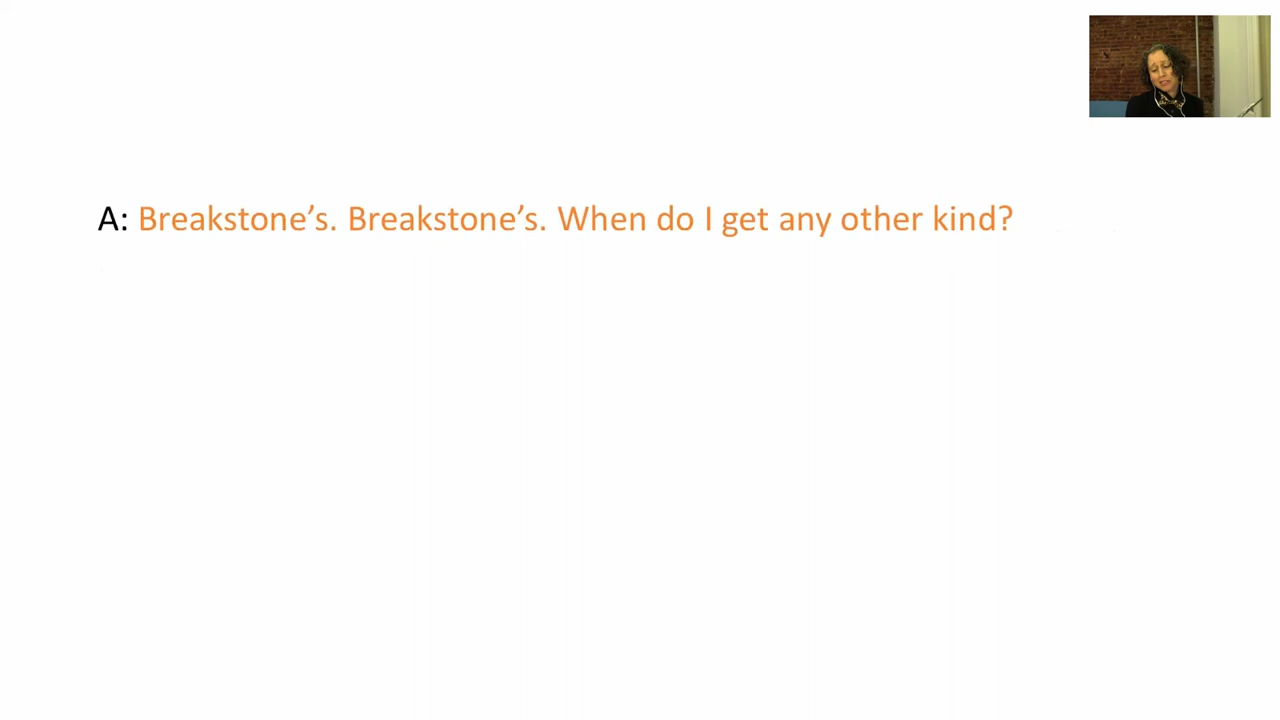 A: Breakstone’s. Breakstone’s. When do I get any other kind?